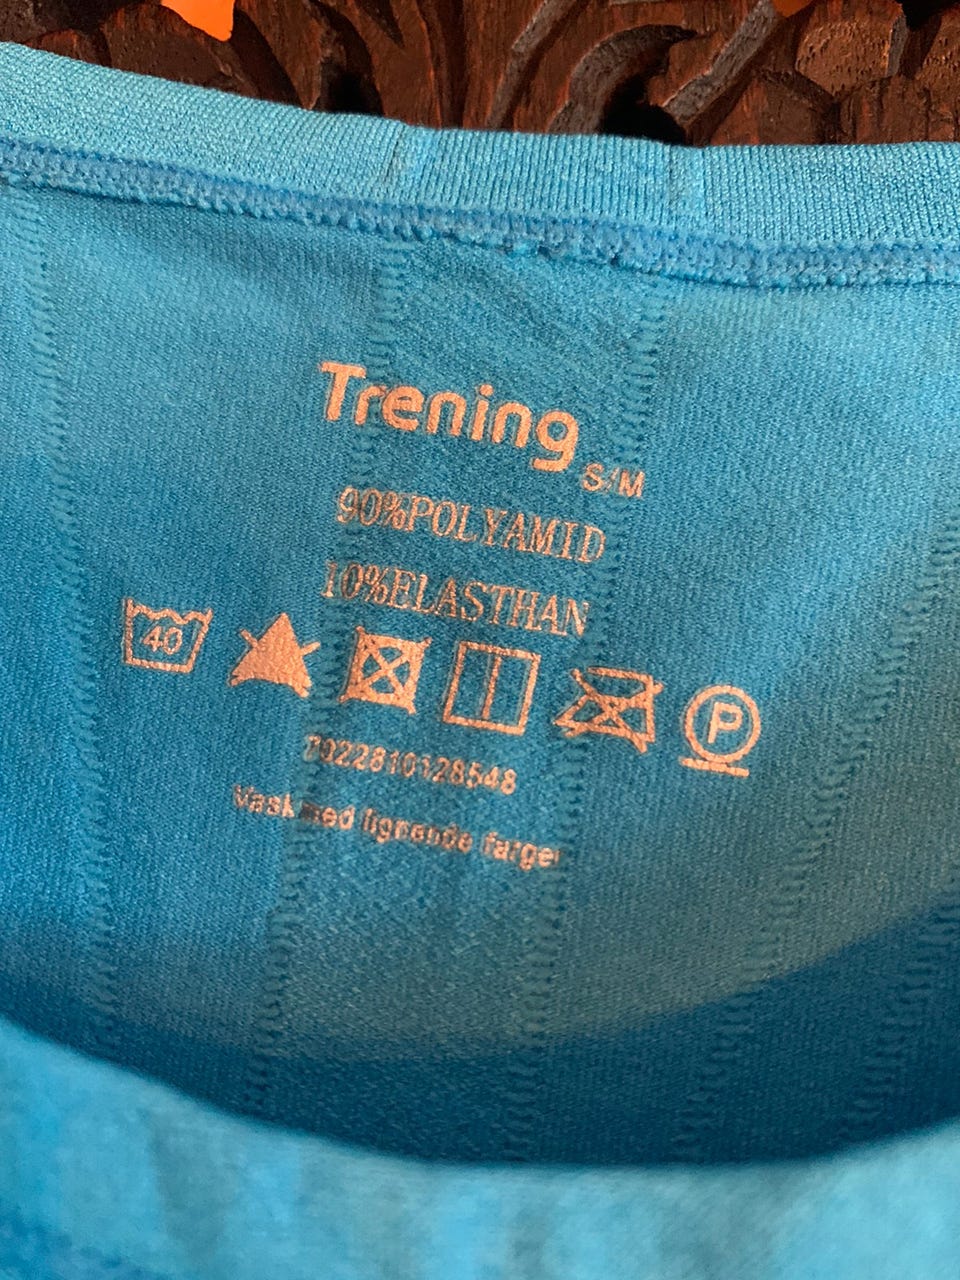 Trening S/M
90%POLYAMID
10%ELASTHAN
40 P
7022810128548
Vask med lignende farger